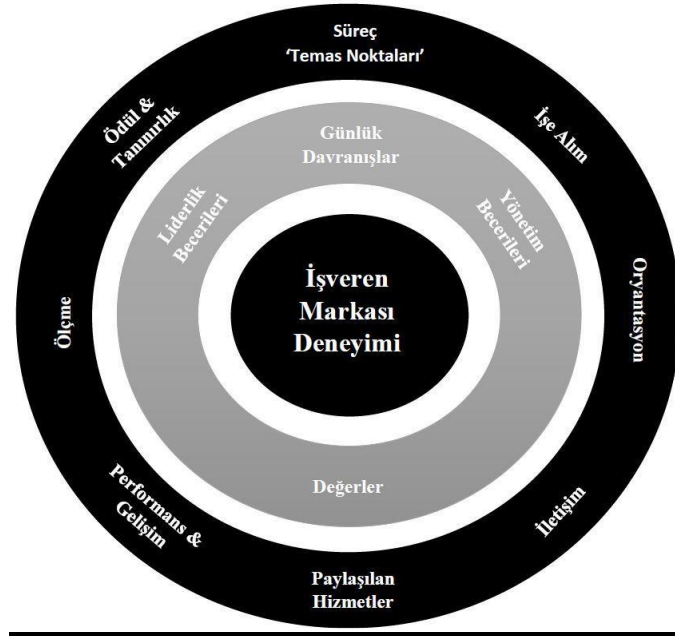 Süreç
‘Temas Noktaları’
İşe Alım
Oryantasyon
İletişim
Paylaşılan
Hizmetler
Performans &
Gelişim
Ölçme
Ödül &
Tanınırlık
Günlük
Davranışlar
Yönetim
Becerileri
Değerler
Liderlik
Becerileri
İşveren
Markası
Deneyimi